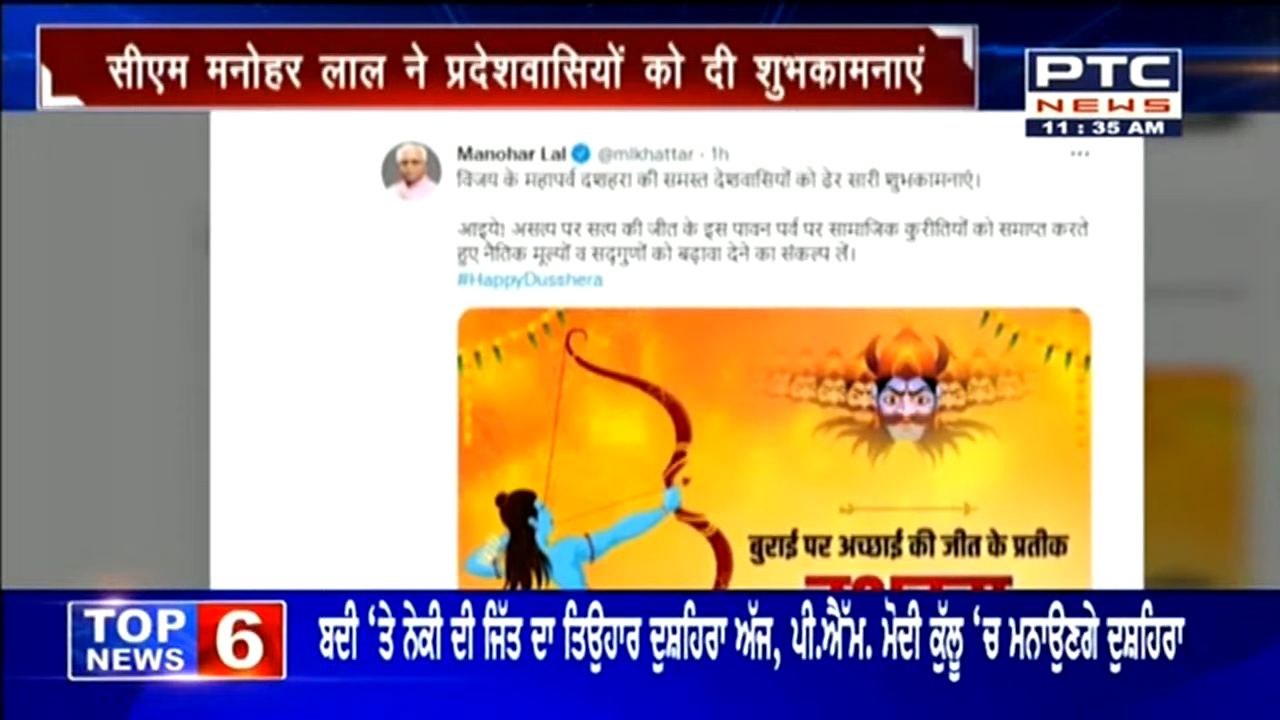 सीएम मनोहर लाल ने प्रदेशवासियों को दी शुभकामनाएं
PTC
NEWS
11 : 35 AM
Manohar Lal @mlkhattar · 1h
विजय के महापर्व दशहरा की समस्त देशवासियों को ढेर सारी शुभकामनाएं।
आइये! असत्य पर सत्य की जीत के इस पावन पर्व पर सामाजिक कुरीतियों को समाप्त करते
हुए नैतिक मूल्यों व सद्गुणों को बढ़ावा देने का संकल्प लें।
#HappyDusshera
बुराई पर अच्छाई की जीत के प्रतीक
TOP
NEWS
6
ਬਦੀ ‘ਤੇ ਨੇਕੀ ਦੀ ਜਿੱਤ ਦਾ ਤਿਉਹਾਰ ਦੁਸ਼ਹਿਰਾ ਅੱਜ, ਪੀ.ਐੱਮ. ਮੋਦੀ ਕੁੱਲੂ ‘ਚ ਮਨਾਉਣਗੇ ਦੁਸ਼ਹਿਰਾ